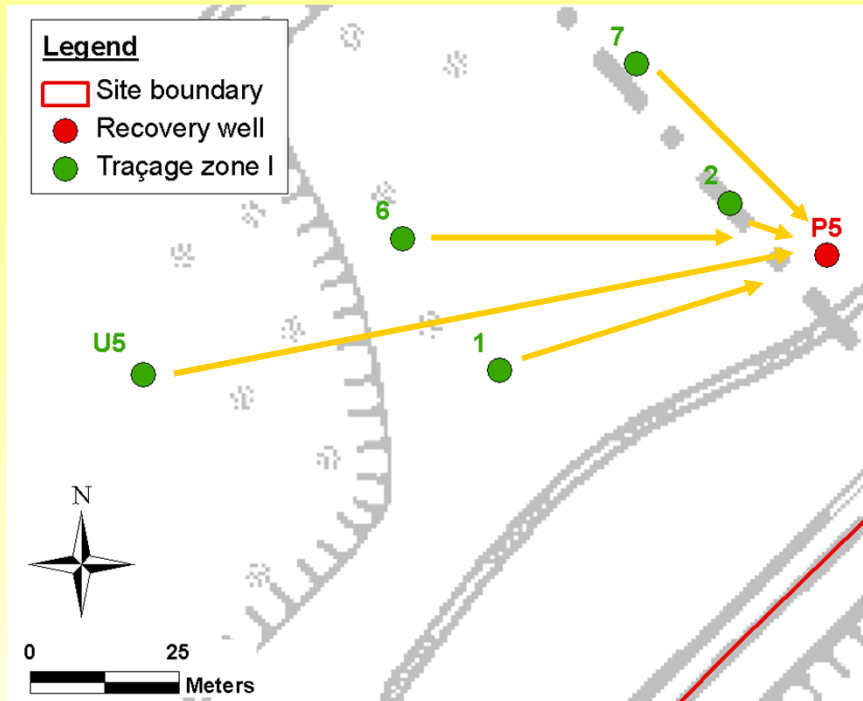 Legend
Site boundary
Recovery well
Traçage zone I
7
2
P5
6
U5
1
N
0 25
Meters